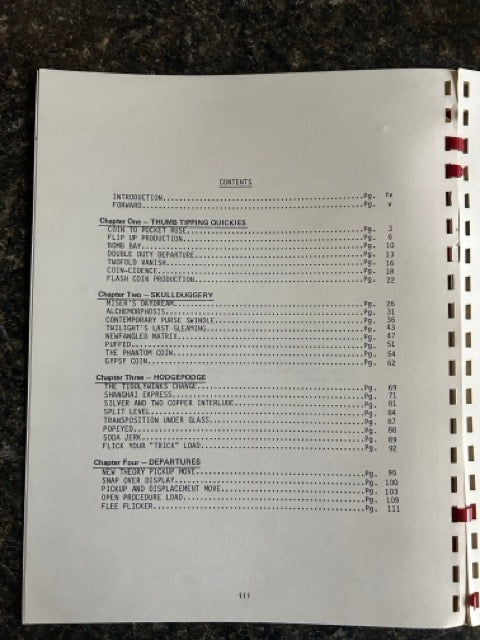 CONTENTS
INTRODUCTION..........Pg. iv
FORWARD..........Pg. v
Chapter One — THUMB TIPPING QUICKIES
COIN TO POCKET RUSE..........Pg. 3
FLIP UP PRODUCTION..........Pg. 6
BOMB BAY..........Pg. 10
DOUBLE DUTY DEPARTURE..........Pg. 13
TWOFOLD VANISH..........Pg. 16
COIN-CIDENCE..........Pg. 18
FLASH COIN PRODUCTION..........Pg. 22
Chapter Two — SKULLDUGGERY
MISER'S DAYDREAM..........Pg. 26
ALCHOMORPHOSIS..........Pg. 31
CONTEMPORARY PURSE SWINDLE..........Pg. 36
TWILIGHT'S LAST GLEAMING..........Pg. 43
NEWFANGLED MATRIX..........Pg. 47
PUFFED..........Pg. 51
THE PHANTOM COIN..........Pg. 54
GYPSY COIN..........Pg. 62
Chapter Three — HODGEPODGE
THE TIDDLYWINKS CHANGE..........Pg. 69
SHANGHAI EXPRESS..........Pg. 71
SILVER AND TWO COPPER INTERLUDE..........Pg. 81
SPLIT LEVEL..........Pg. 84
TRANSPOSITION UNDER GLASS..........Pg. 87
POPEYED..........Pg. 88
SODA JERK..........Pg. 89
FLICK YOUR "TRICK" LOAD..........Pg. 92
Chapter Four — DEPARTURES
NEW THEORY PICKUP MOVE..........Pg. 95
SNAP OVER DISPLAY..........Pg. 100
PICKUP AND DISPLACEMENT MOVE..........Pg. 103
OPEN PROCEDURE LOAD..........Pg. 109
FLEE FLICKER..........Pg. 111
iii